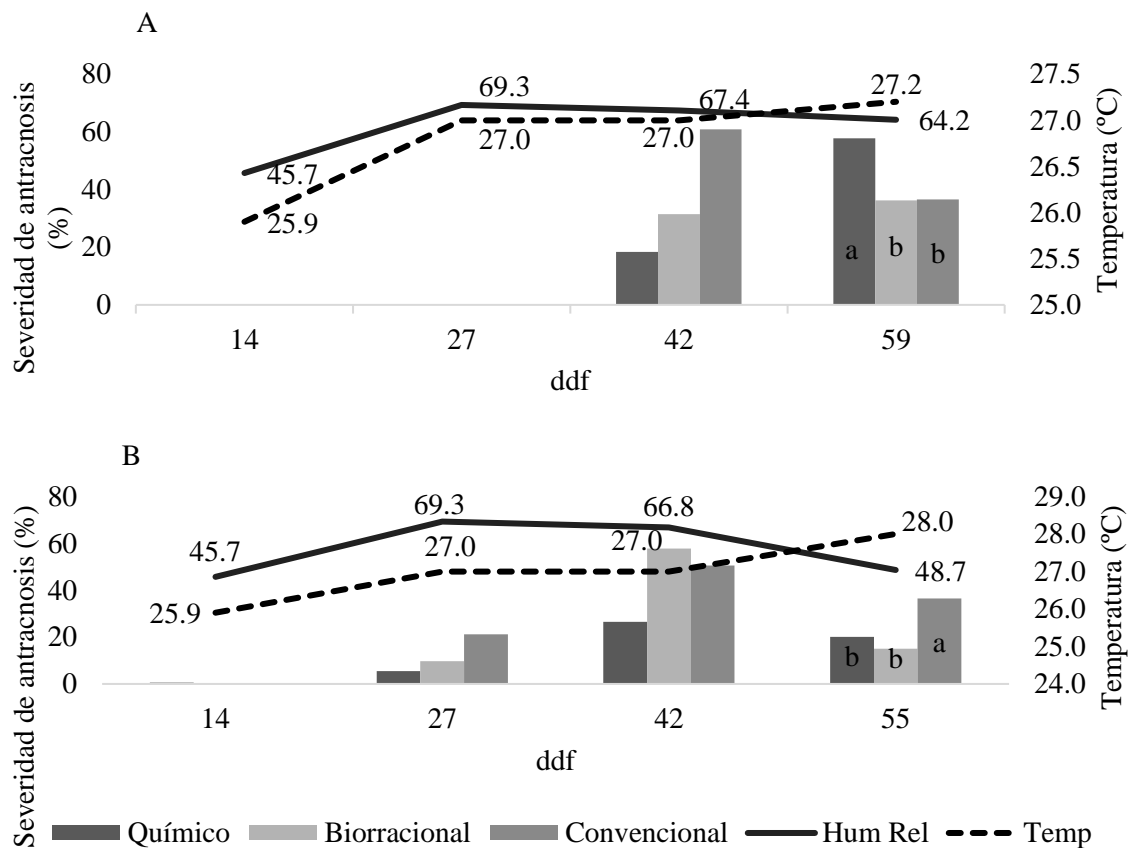 A
Severidad de antracnosis
(%)
80
60
40
20
0
69.3
67.4
27.2
64.2
27.0
27.0
45.7
25.9
a
b
b
27.5
27.0
26.5
26.0
25.5
25.0
Temperatura (ºC)
14 27 42 59
ddf
B
Severidad de antracnosis (%)
80
60
40
20
0
69.3
66.8
28.0
27.0
27.0
45.7
48.7
25.9
b
b
a
29.0
28.0
27.0
26.0
25.0
24.0
Temperatura (ºC)
14 27 42 55
ddf
Químico Biorracional Convencional Hum Rel Temp